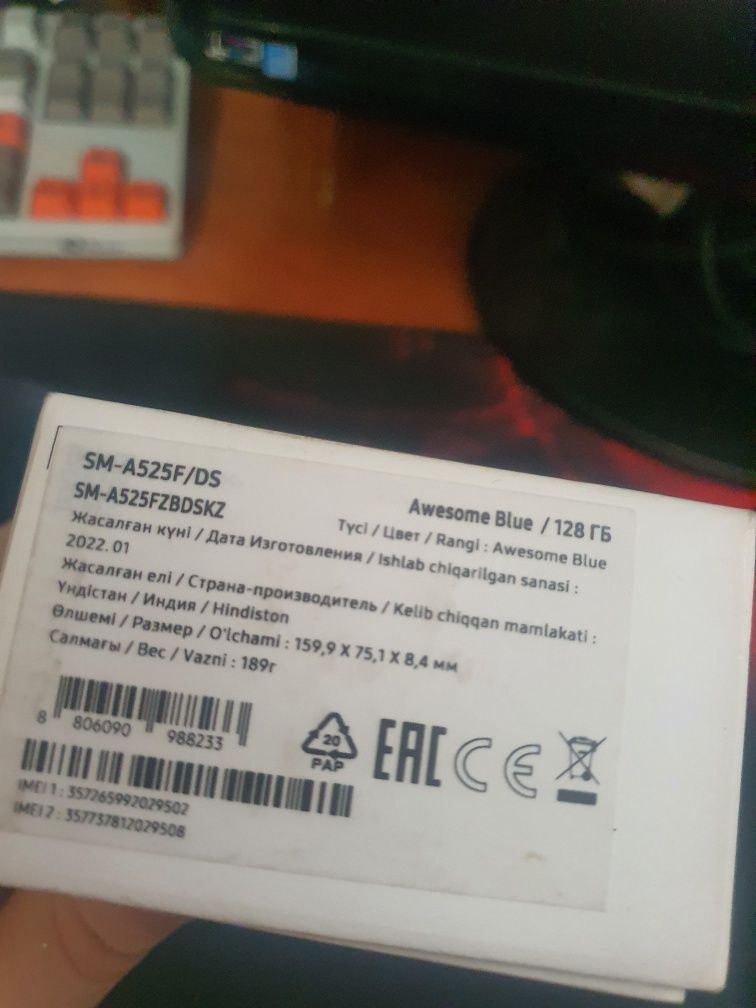 SM-A525F/DS
SM-A525FZBDSKZ
Awesome Blue / 128 ГБ
Түсі / Цвет / Rangi : Awesome Blue
Жасалған күні / Дата Изготовления / Ishlab chiqarilgan sanasi :
2022. 01
Жасалған елі / Страна-производитель / Kelib chiqqan mamlakati :
Үндістан / Индия / Hindiston
Өлшемі / Размер / O'lchami : 159,9 X 75,1 X 8,4 мм
Салмағы / Вес / Vazni : 189г
8 806090 988233
20
PAP
EAC
CE
IMEI 1 : 357265992029502
IMEI 2 : 357737812029508